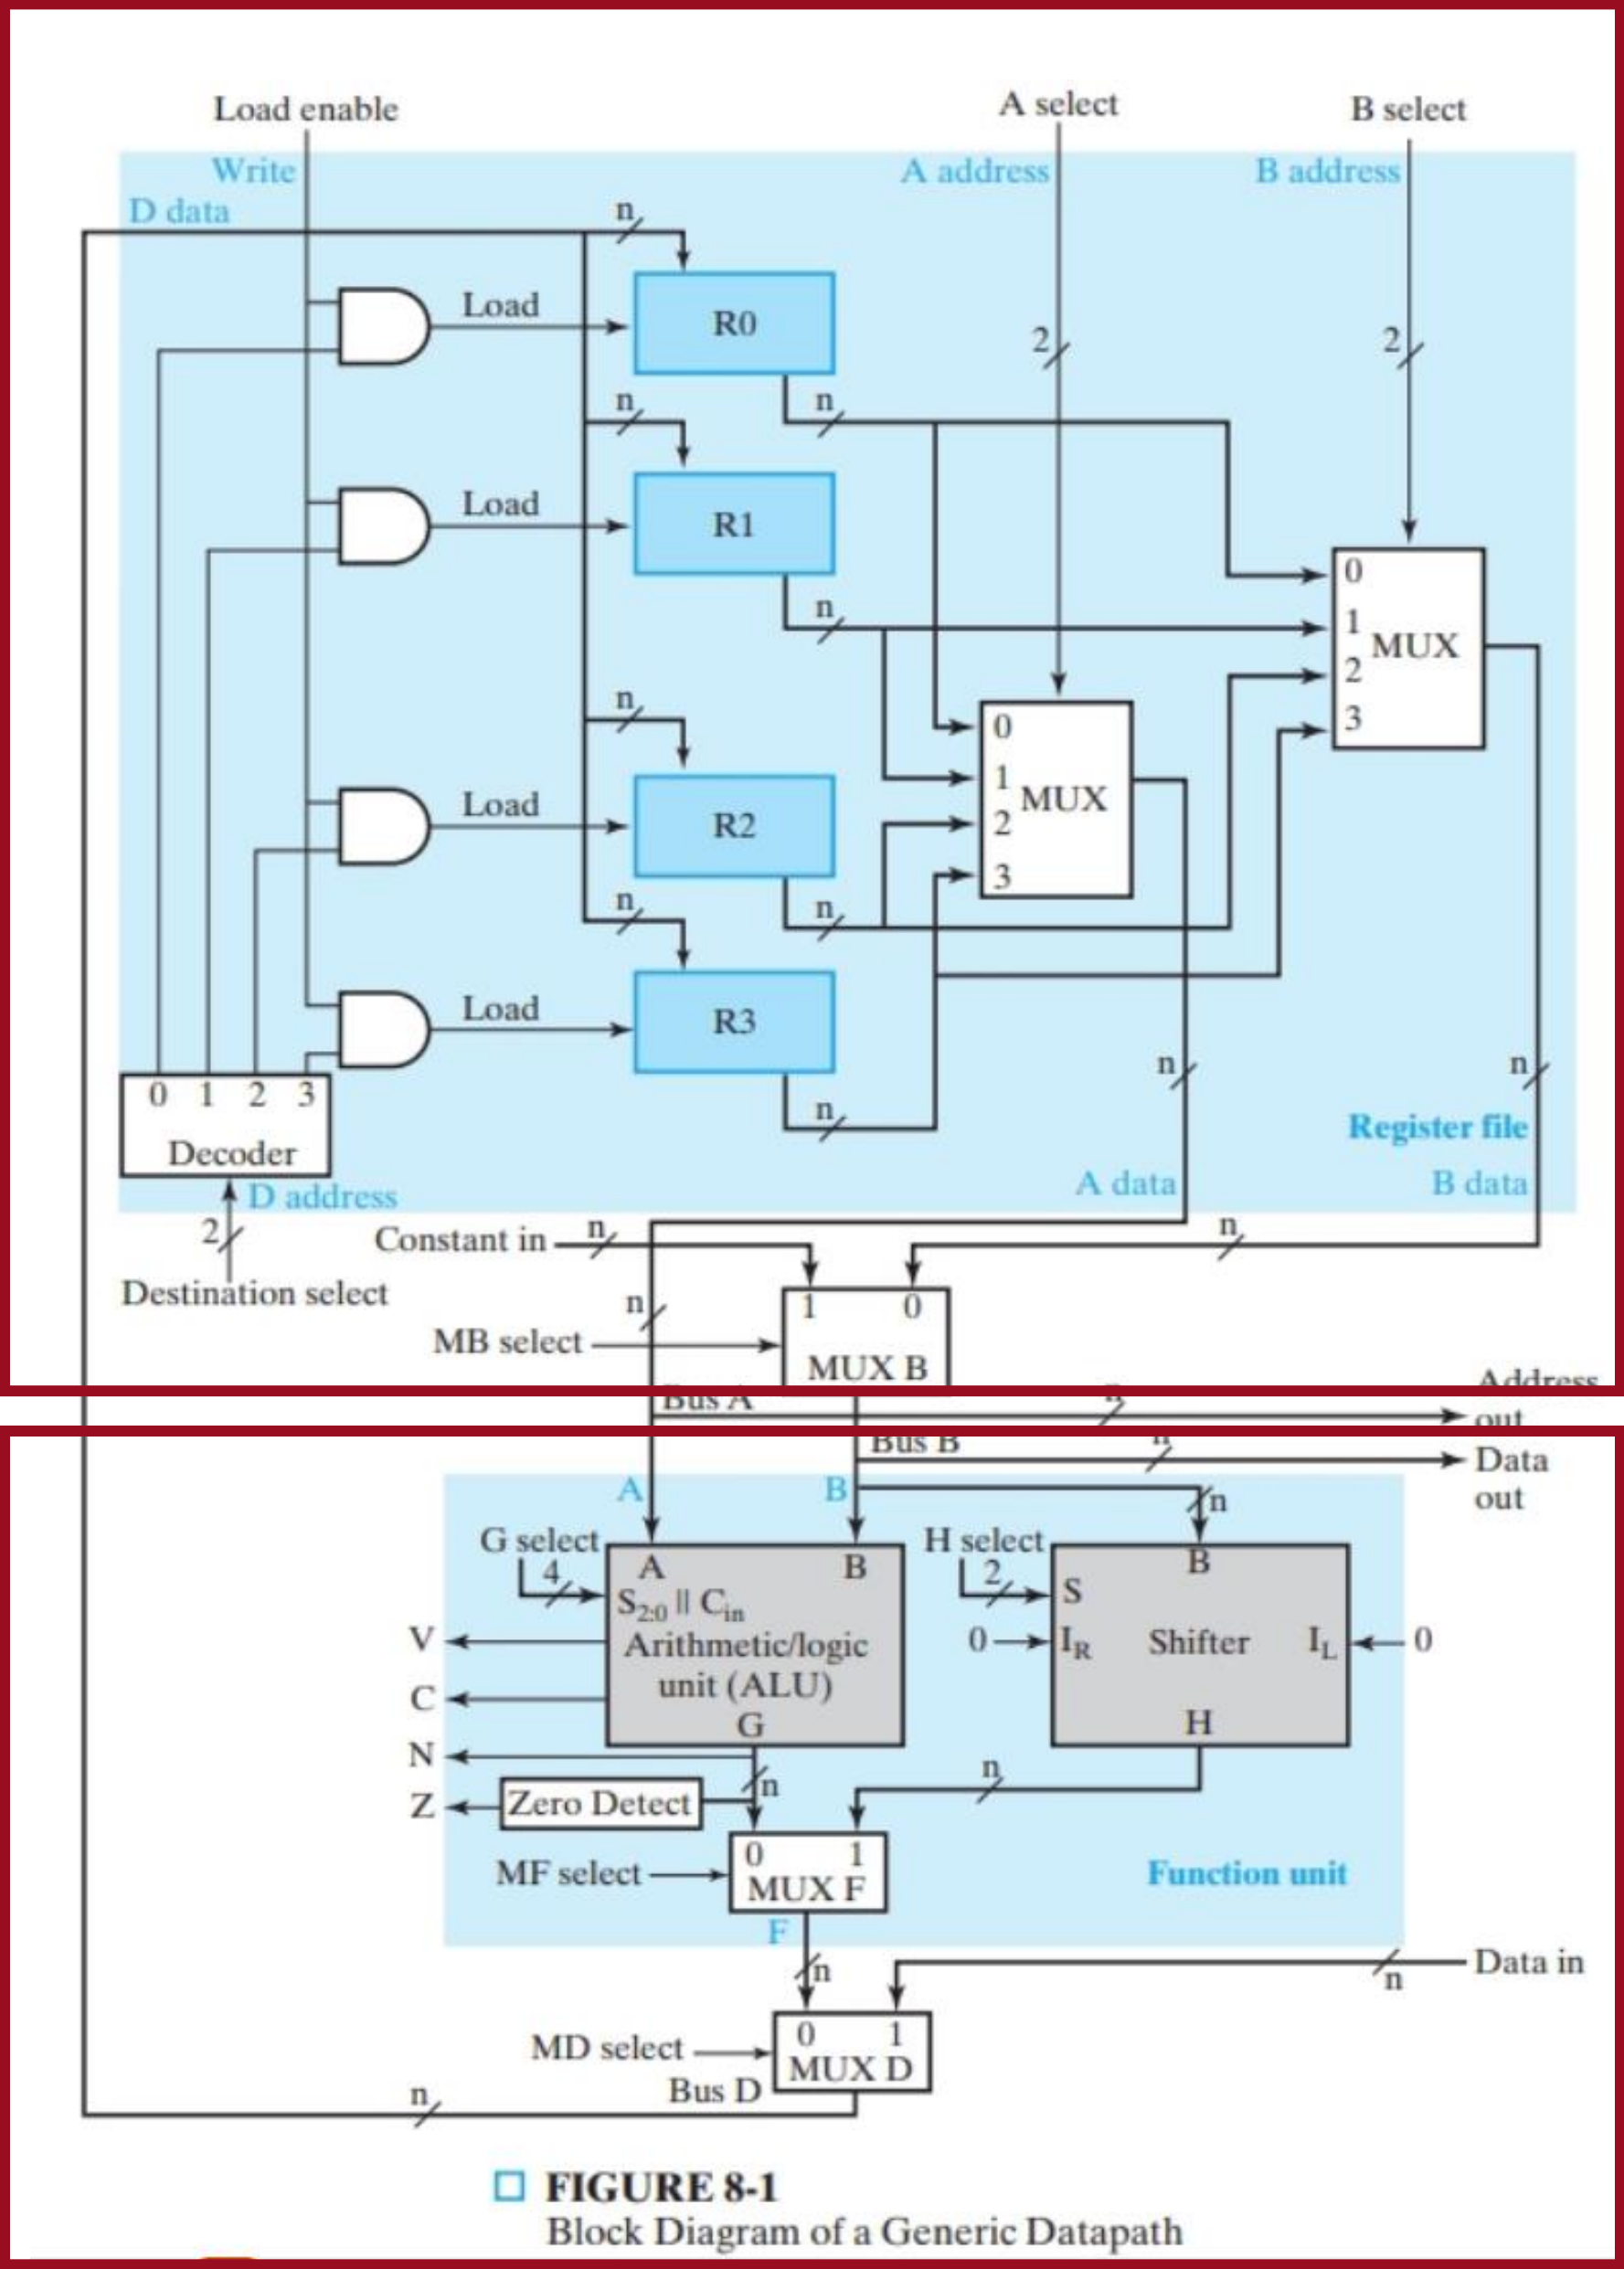 Load enable
A select
B select
Write
A address
B address
D data
n
Load
R0
2
2
n
n
Load
R1
0
n
1
MUX
2
n
3
0
1
MUX
Load
R2
2
3
n
n
Load
R3
n
n
0 1 2 3
n
Register file
Decoder
D address
A data
B data
2
Constant in
n
n
Destination select
n
1 0
MB select
MUX B
Address
Bus A
n
out
Bus B
n
Data
out
A
B
n
G select
H select
4
A
B
2
B
S2:0 || Cin
S
V
Arithmetic/logic
0
IR
Shifter
IL
0
unit (ALU)
C
G
H
N
n
n
Z
Zero Detect
0 1
MF select
MUX F
Function unit
F
n
Data in
n
0 1
MD select
MUX D
Bus D
n
FIGURE 8-1
Block Diagram of a Generic Datapath